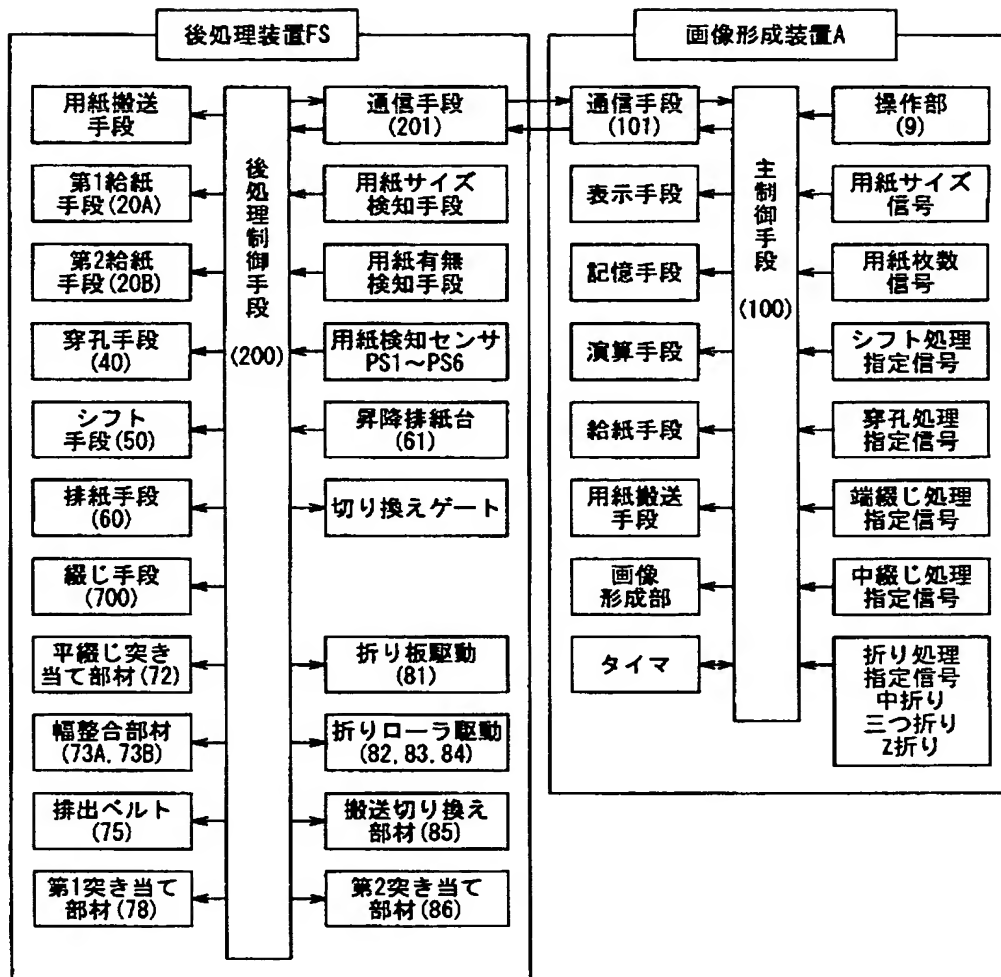 後処理装置FS
用紙搬送
手段
第1給紙
手段(20A)
第2給紙
手段(20B)
穿孔手段
(40)
シフト
手段(50)
排紙手段
(60)
綴じ手段
(700)
平綴じ突き
当て部材(72)
幅整合部材
(73A, 73B)
排出ベルト
(75)
第1突き当て
部材(78)
後処理制御手段
(200)
通信手段
(201)
用紙サイズ
検知手段
用紙有無
検知手段
用紙検知センサ
PS1～PS6
昇降排紙台
(61)
切り換えゲート
折り板駆動
(81)
折りローラ駆動
(82, 83, 84)
搬送切り換え
部材(85)
第2突き当て
部材(86)
画像形成装置A
通信手段
(101)
表示手段
記憶手段
演算手段
給紙手段
用紙搬送
手段
画像
形成部
タイマ
主制御手段
(100)
操作部
(9)
用紙サイズ
信号
用紙枚数
信号
シフト処理
指定信号
穿孔処理
指定信号
端綴じ処理
指定信号
中綴じ処理
指定信号
折り処理
指定信号
中折り
三つ折り
Z折り